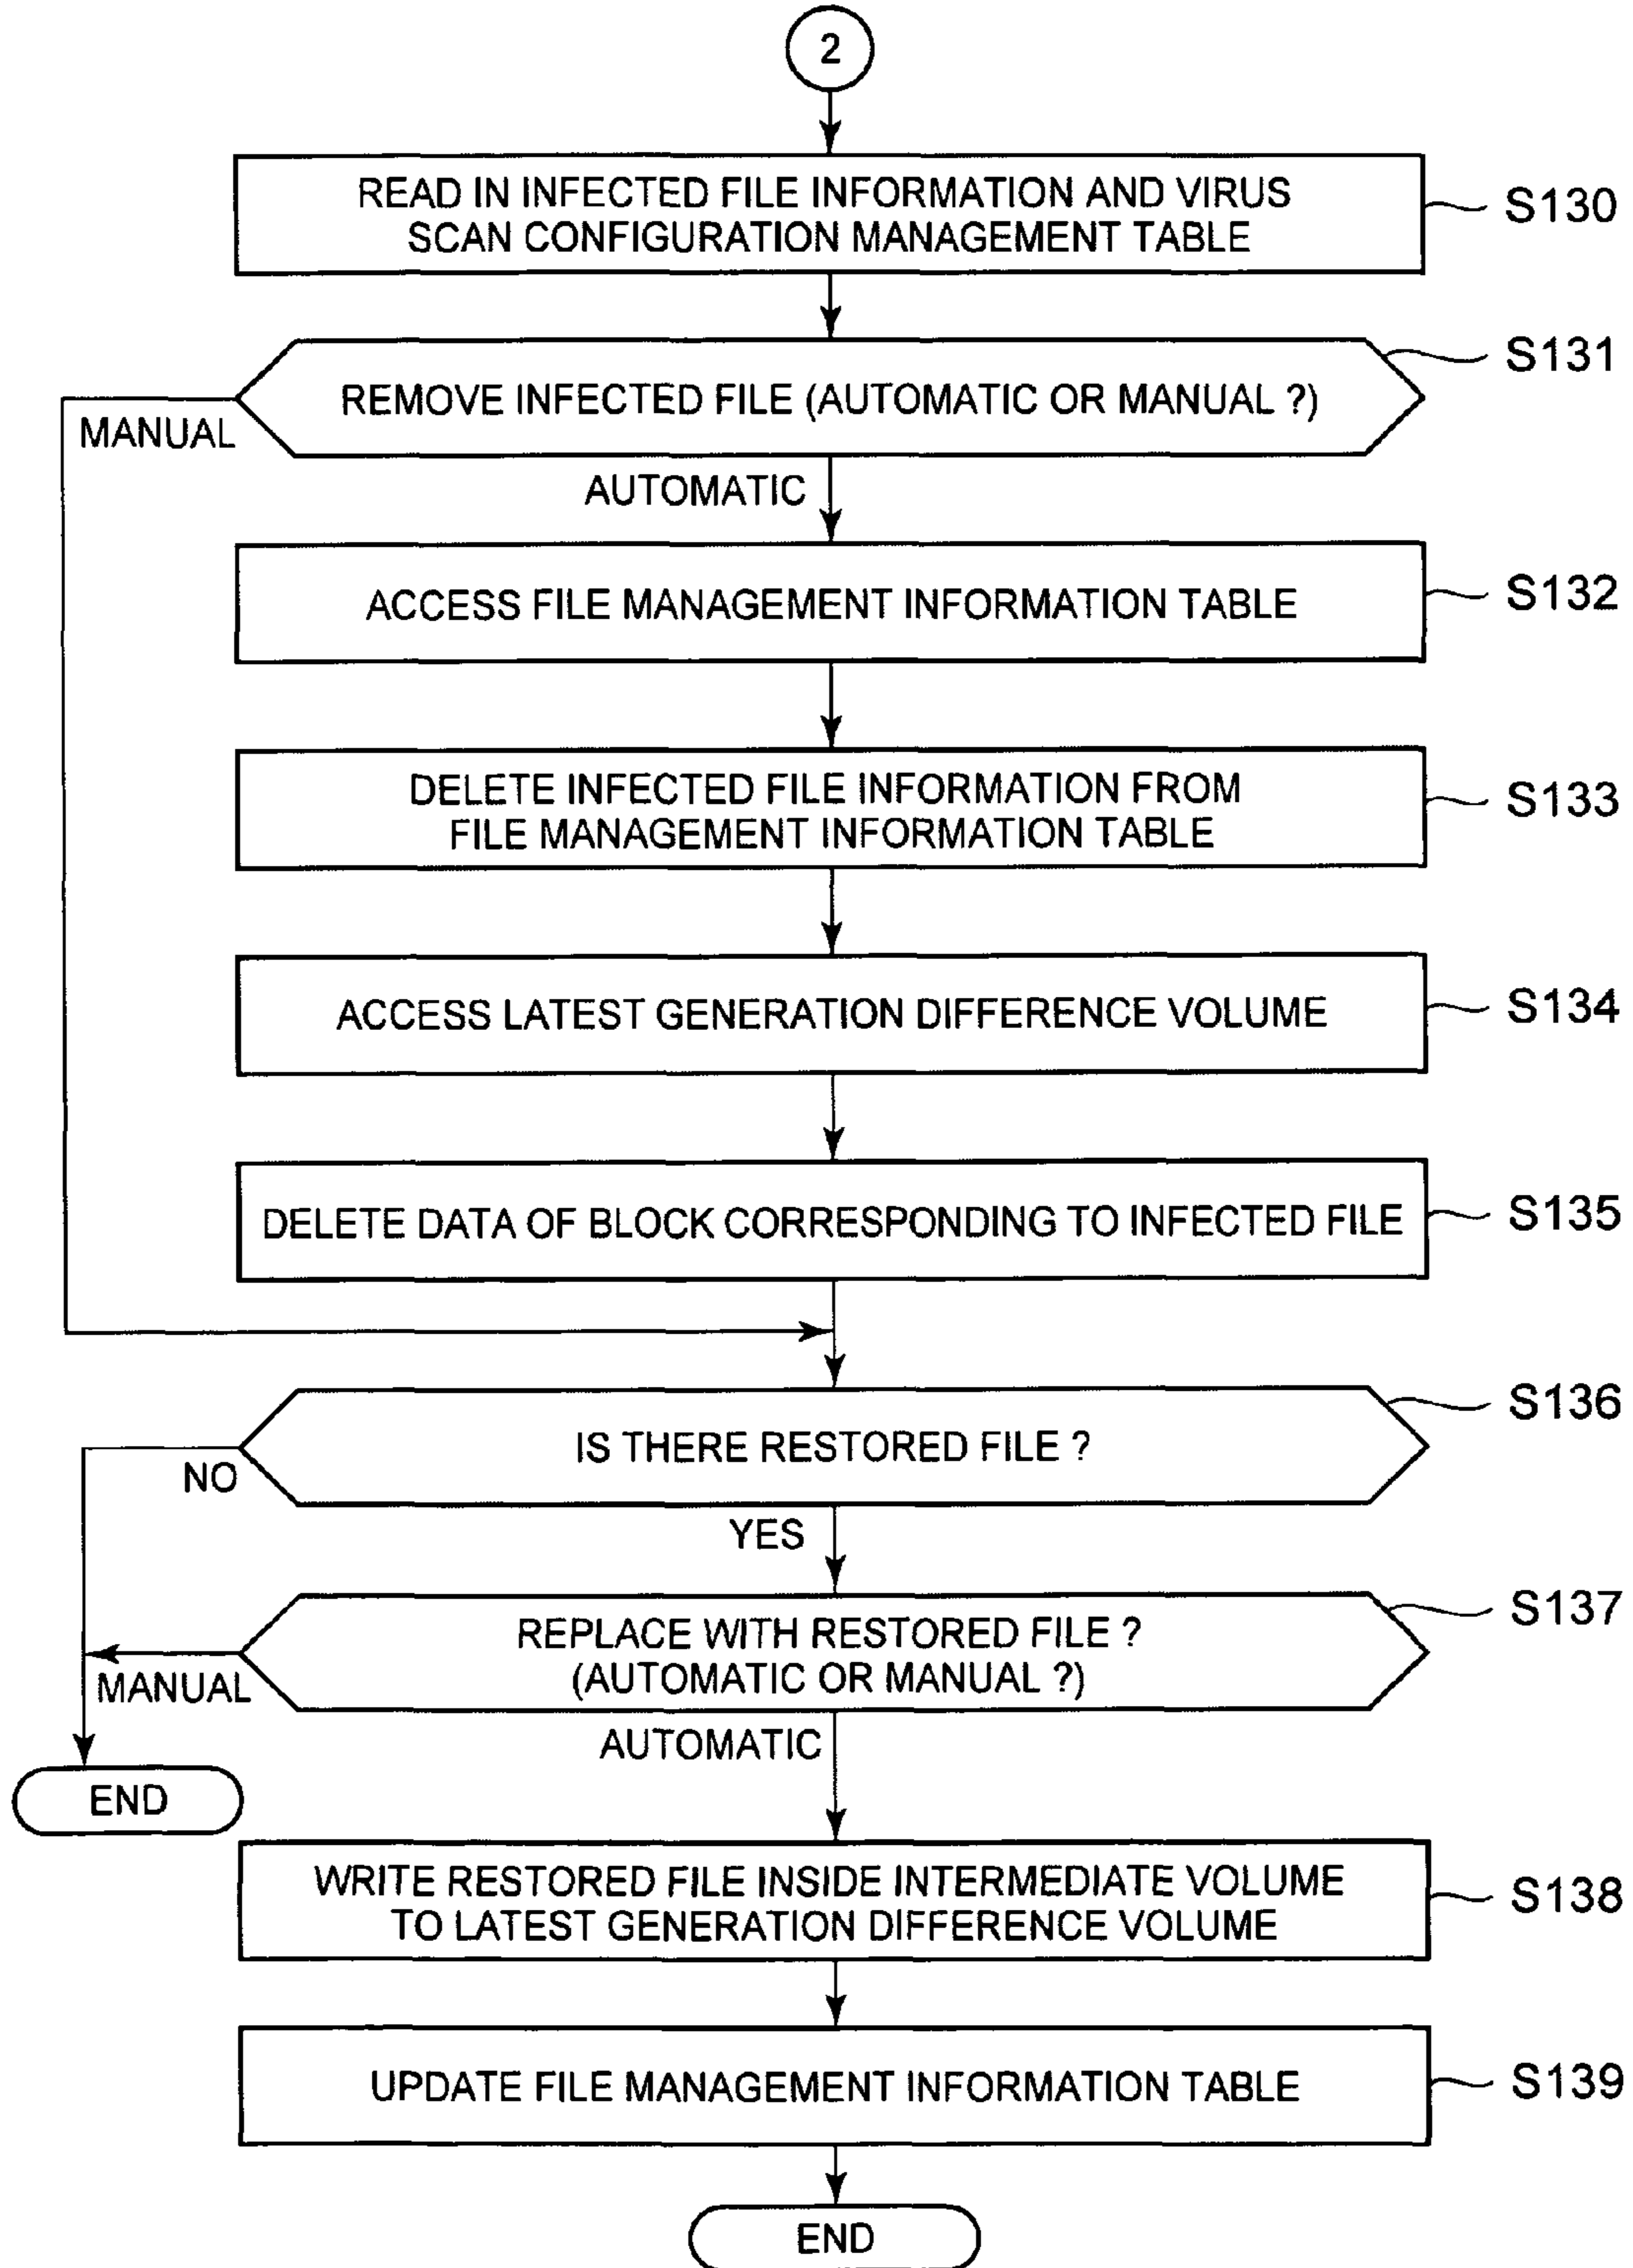 2
READ IN INFECTED FILE INFORMATION AND VIRUS
SCAN CONFIGURATION MANAGEMENT TABLE
S130
REMOVE INFECTED FILE (AUTOMATIC OR MANUAL ?)
S131
MANUAL
AUTOMATIC
ACCESS FILE MANAGEMENT INFORMATION TABLE
S132
DELETE INFECTED FILE INFORMATION FROM
FILE MANAGEMENT INFORMATION TABLE
S133
ACCESS LATEST GENERATION DIFFERENCE VOLUME
S134
DELETE DATA OF BLOCK CORRESPONDING TO INFECTED FILE
S135
IS THERE RESTORED FILE ?
S136
NO
YES
REPLACE WITH RESTORED FILE ?
(AUTOMATIC OR MANUAL ?)
S137
MANUAL
AUTOMATIC
END
WRITE RESTORED FILE INSIDE INTERMEDIATE VOLUME
TO LATEST GENERATION DIFFERENCE VOLUME
S138
UPDATE FILE MANAGEMENT INFORMATION TABLE
S139
END